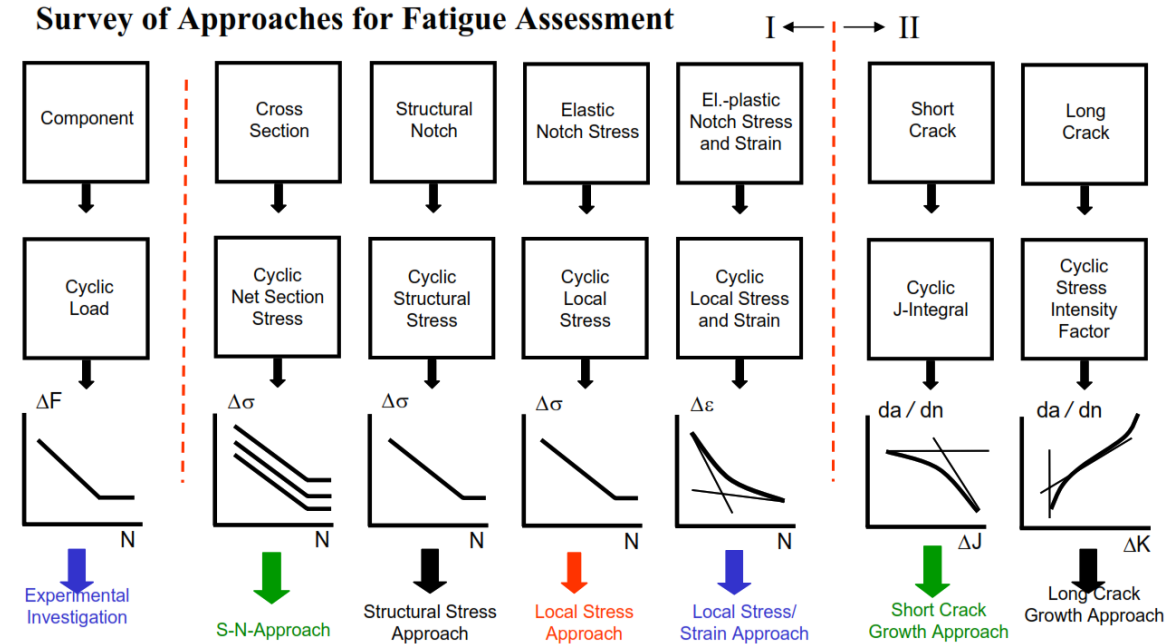 Survey of Approaches for Fatigue Assessment
I
II
Component
Cross
Section
Structural
Notch
Elastic
Notch Stress
El.-plastic
Notch Stress
and Strain
Short
Crack
Long
Crack
Cyclic
Load
Cyclic
Net Section
Stress
Cyclic
Structural
Stress
Cyclic
Local
Stress
Cyclic
Local Stress
and Strain
Cyclic
J-Integral
Cyclic
Stress
Intensity
Factor
ΔF
N
Δσ
N
Δσ
N
Δσ
N
Δε
N
da / dn
ΔJ
da / dn
ΔK
Experimental
Investigation
S-N-Approach
Structural Stress
Approach
Local Stress
Approach
Local Stress/
Strain Approach
Short Crack
Growth Approach
Long Crack
Growth Approach